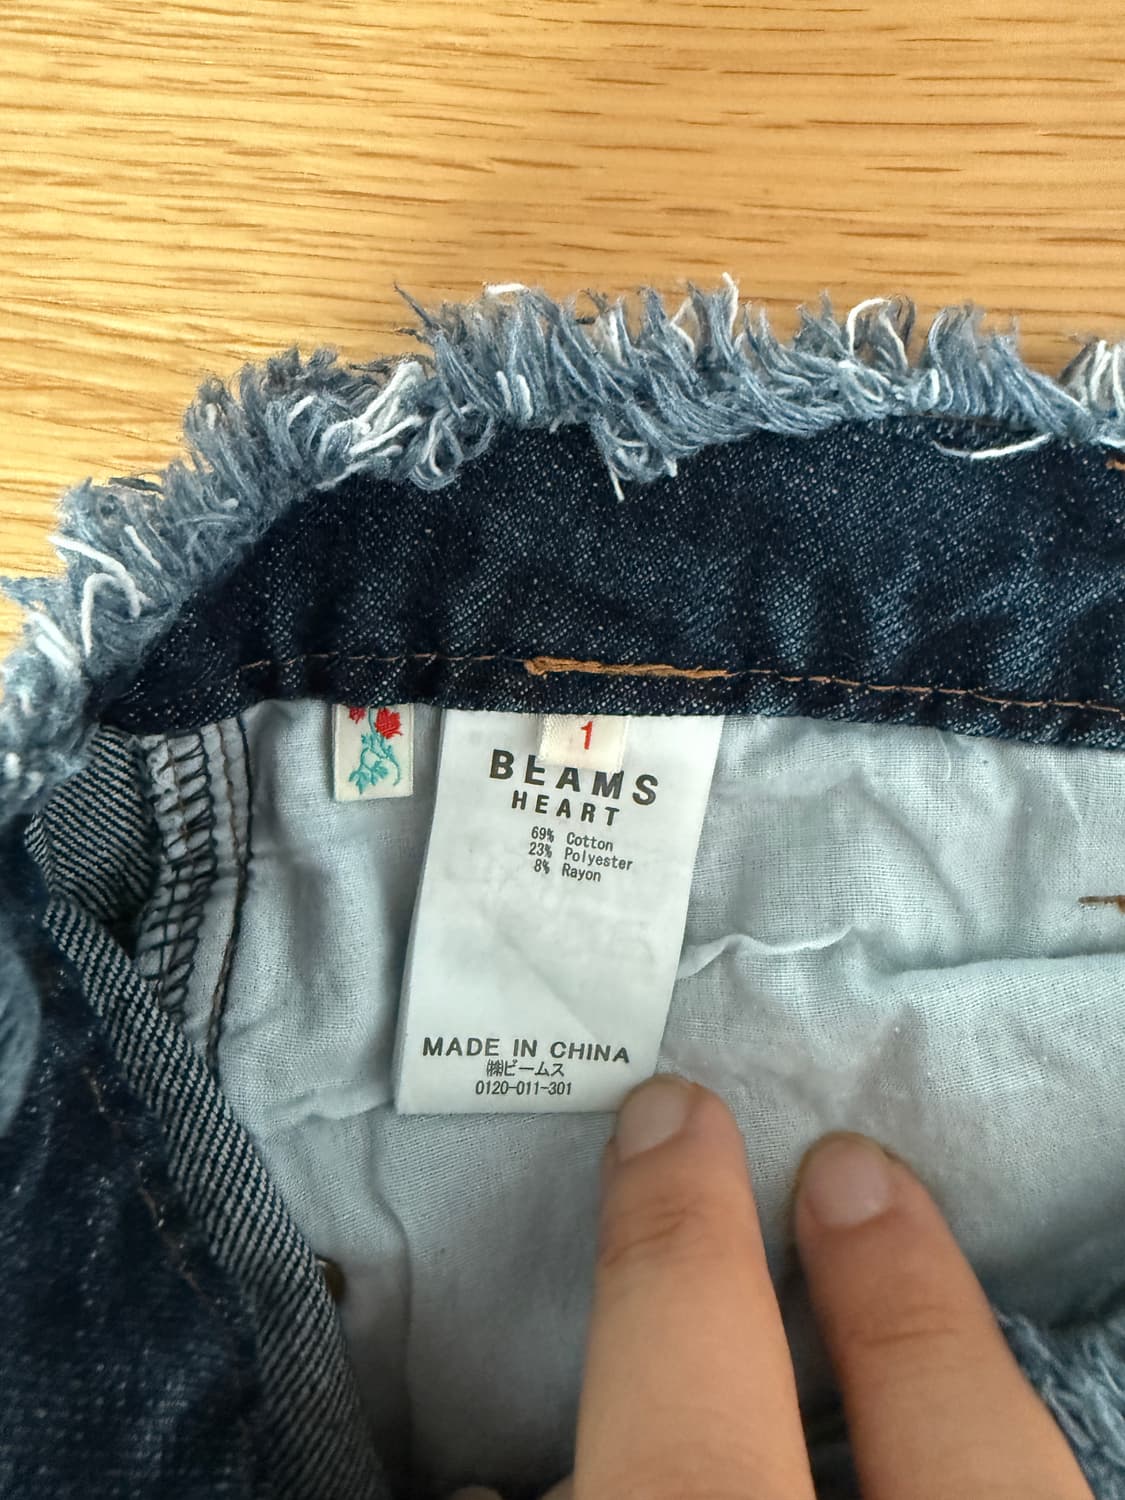 1
BEAMS
HEART
69% Cotton
23% Polyester
8% Rayon
MADE IN CHINA
㈱ビームス
0120-011-301